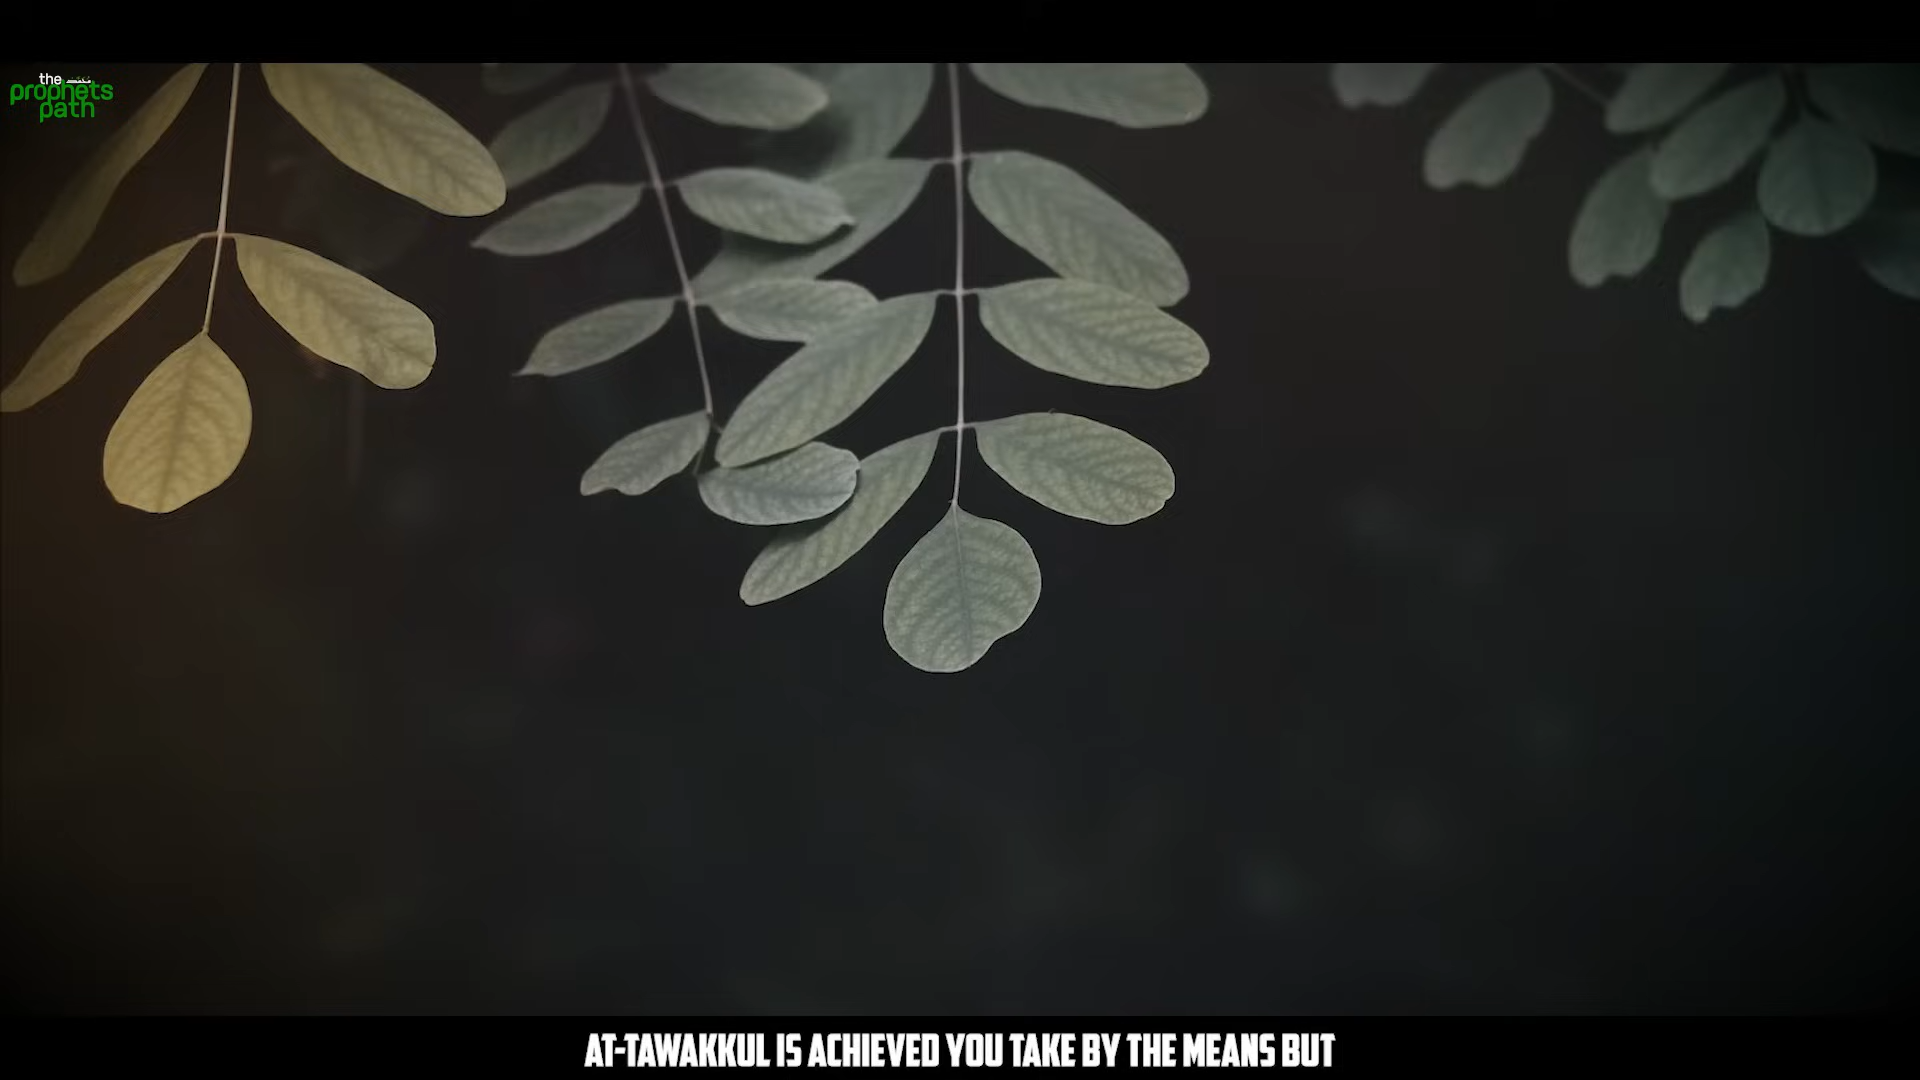 the
prophets
path
AT-TAWAKKUL IS ACHIEVED YOU TAKE BY THE MEANS BUT